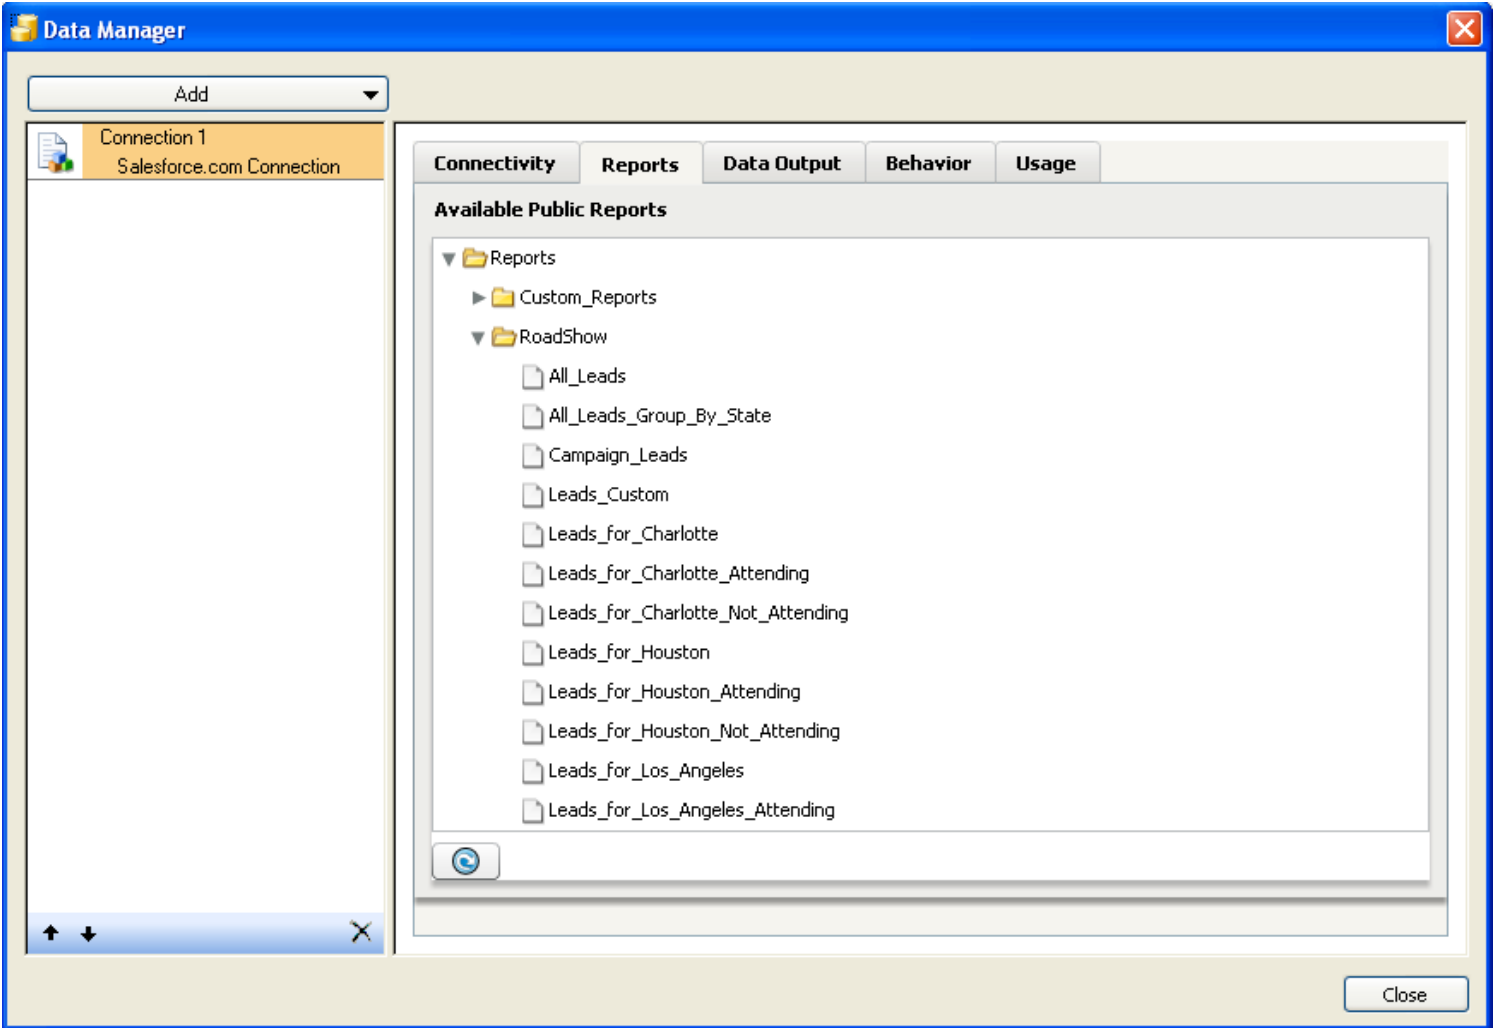 Data Manager
Add
Connection 1
Salesforce.com Connection
Connectivity
Reports
Data Output
Behavior
Usage
Available Public Reports
Reports
Custom_Reports
RoadShow
All_Leads
All_Leads_Group_By_State
Campaign_Leads
Leads_Custom
Leads_for_Charlotte
Leads_for_Charlotte_Attending
Leads_for_Charlotte_Not_Attending
Leads_for_Houston
Leads_for_Houston_Attending
Leads_for_Houston_Not_Attending
Leads_for_Los_Angeles
Leads_for_Los_Angeles_Attending
Close